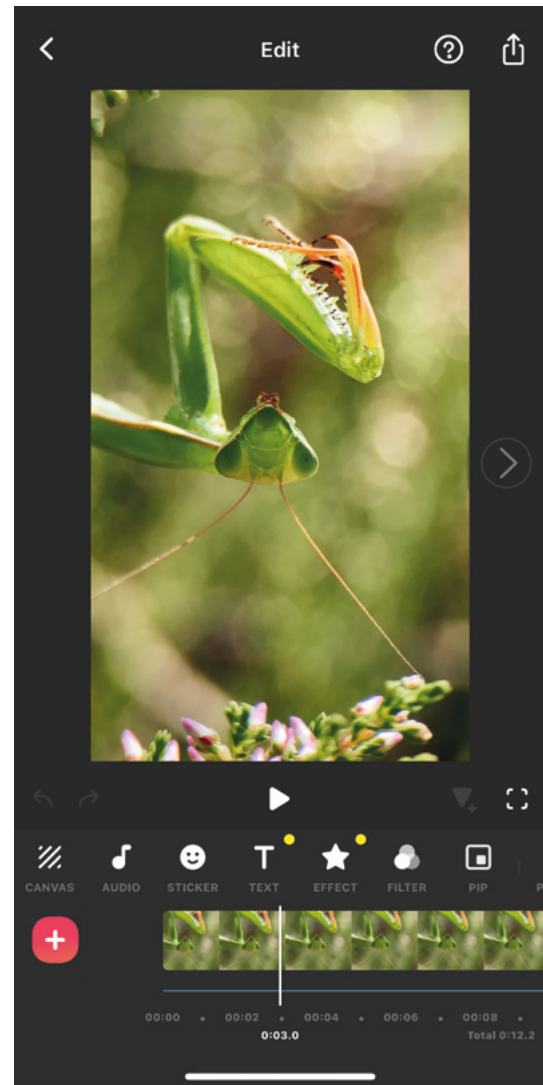 Edit
CANVAS AUDIO STICKER TEXT EFFECT FILTER PIP P
00:00 00:02 00:04 00:06 00:08
0:03.0 Total 0:12.2